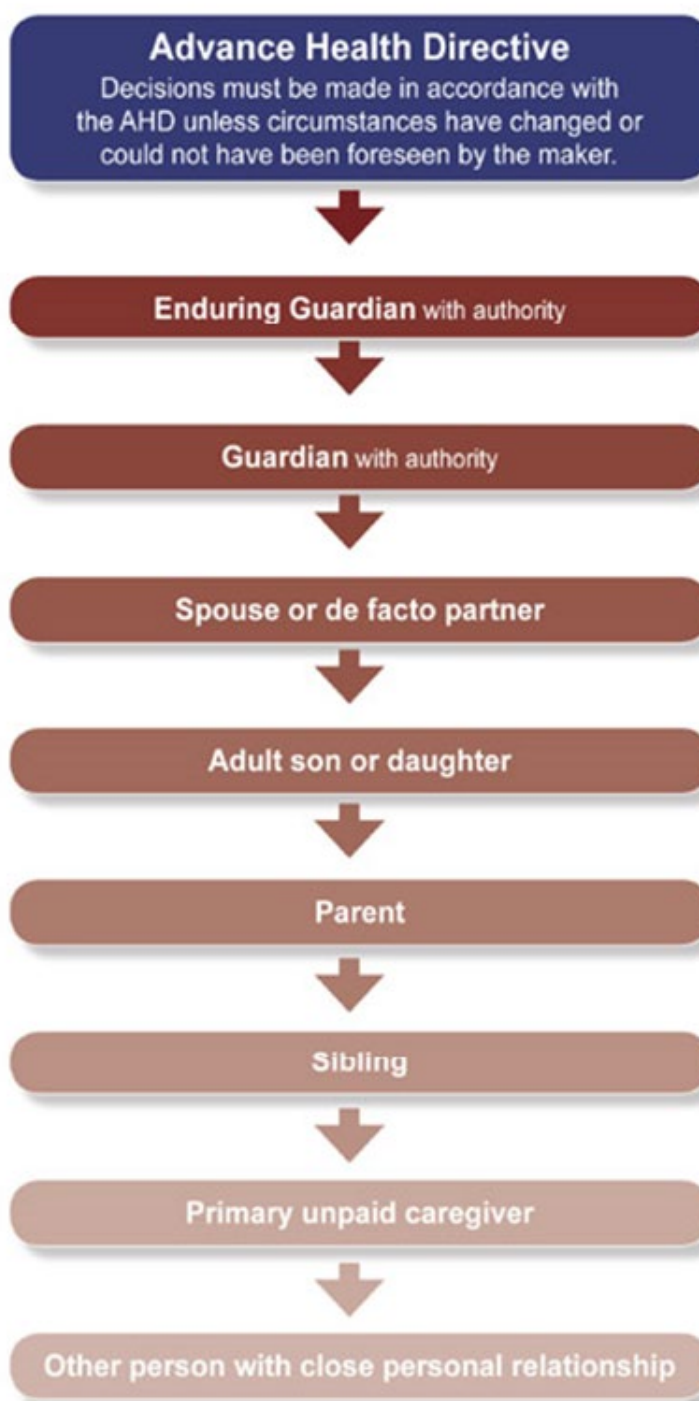 Advance Health Directive
Decisions must be made in accordance with
the AHD unless circumstances have changed or
could not have been foreseen by the maker.
Enduring Guardian with authority
Guardian with authority
Spouse or de facto partner
Adult son or daughter
Parent
Sibling
Primary unpaid caregiver
Other person with close personal relationship